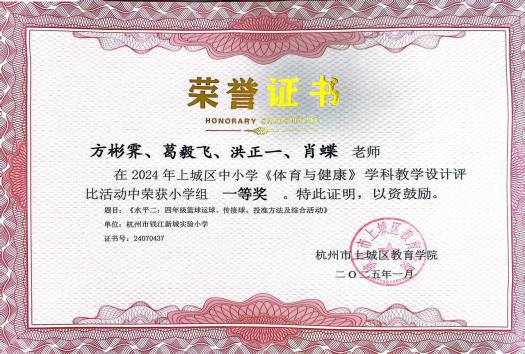 荣誉证书
HONORARY
方彬霁、葛毅飞、洪正一、肖蝶 老师
在 2024 年上城区中小学《体育与健康》学科教学设计评
比活动中荣获小学组 一等奖 。特此证明，以资鼓励。
题目：《水平二：四年级篮球运球、传接球、投准方法及综合活动》
单位：杭州市钱江新城实验小学
证书号：24070437
杭州市上城区教育学院
二〇二五年一月